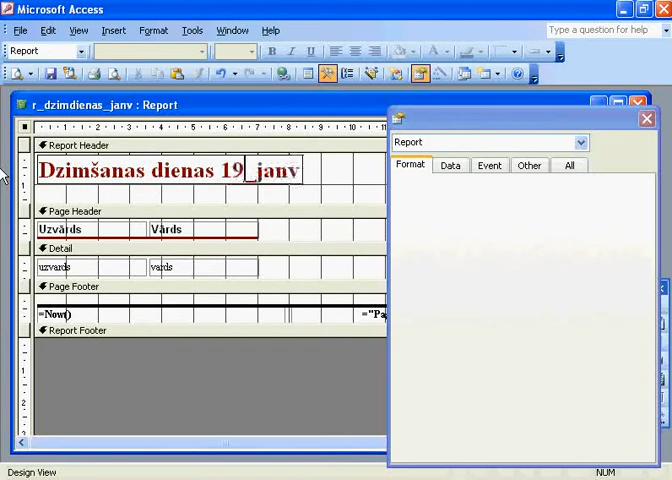 Microsoft Access
File Edit View Insert Format Tools Window Help
Type a question for help
Report
B I U
r_dzimdienas_janv : Report
Report Header
Dzimšanas dienas 19_janv
Page Header
Uzvārds Vārds
Detail
uzvards vards
Page Footer
=Now() ="Pa
Report Footer
Report
Format Data Event Other All
Design View NUM